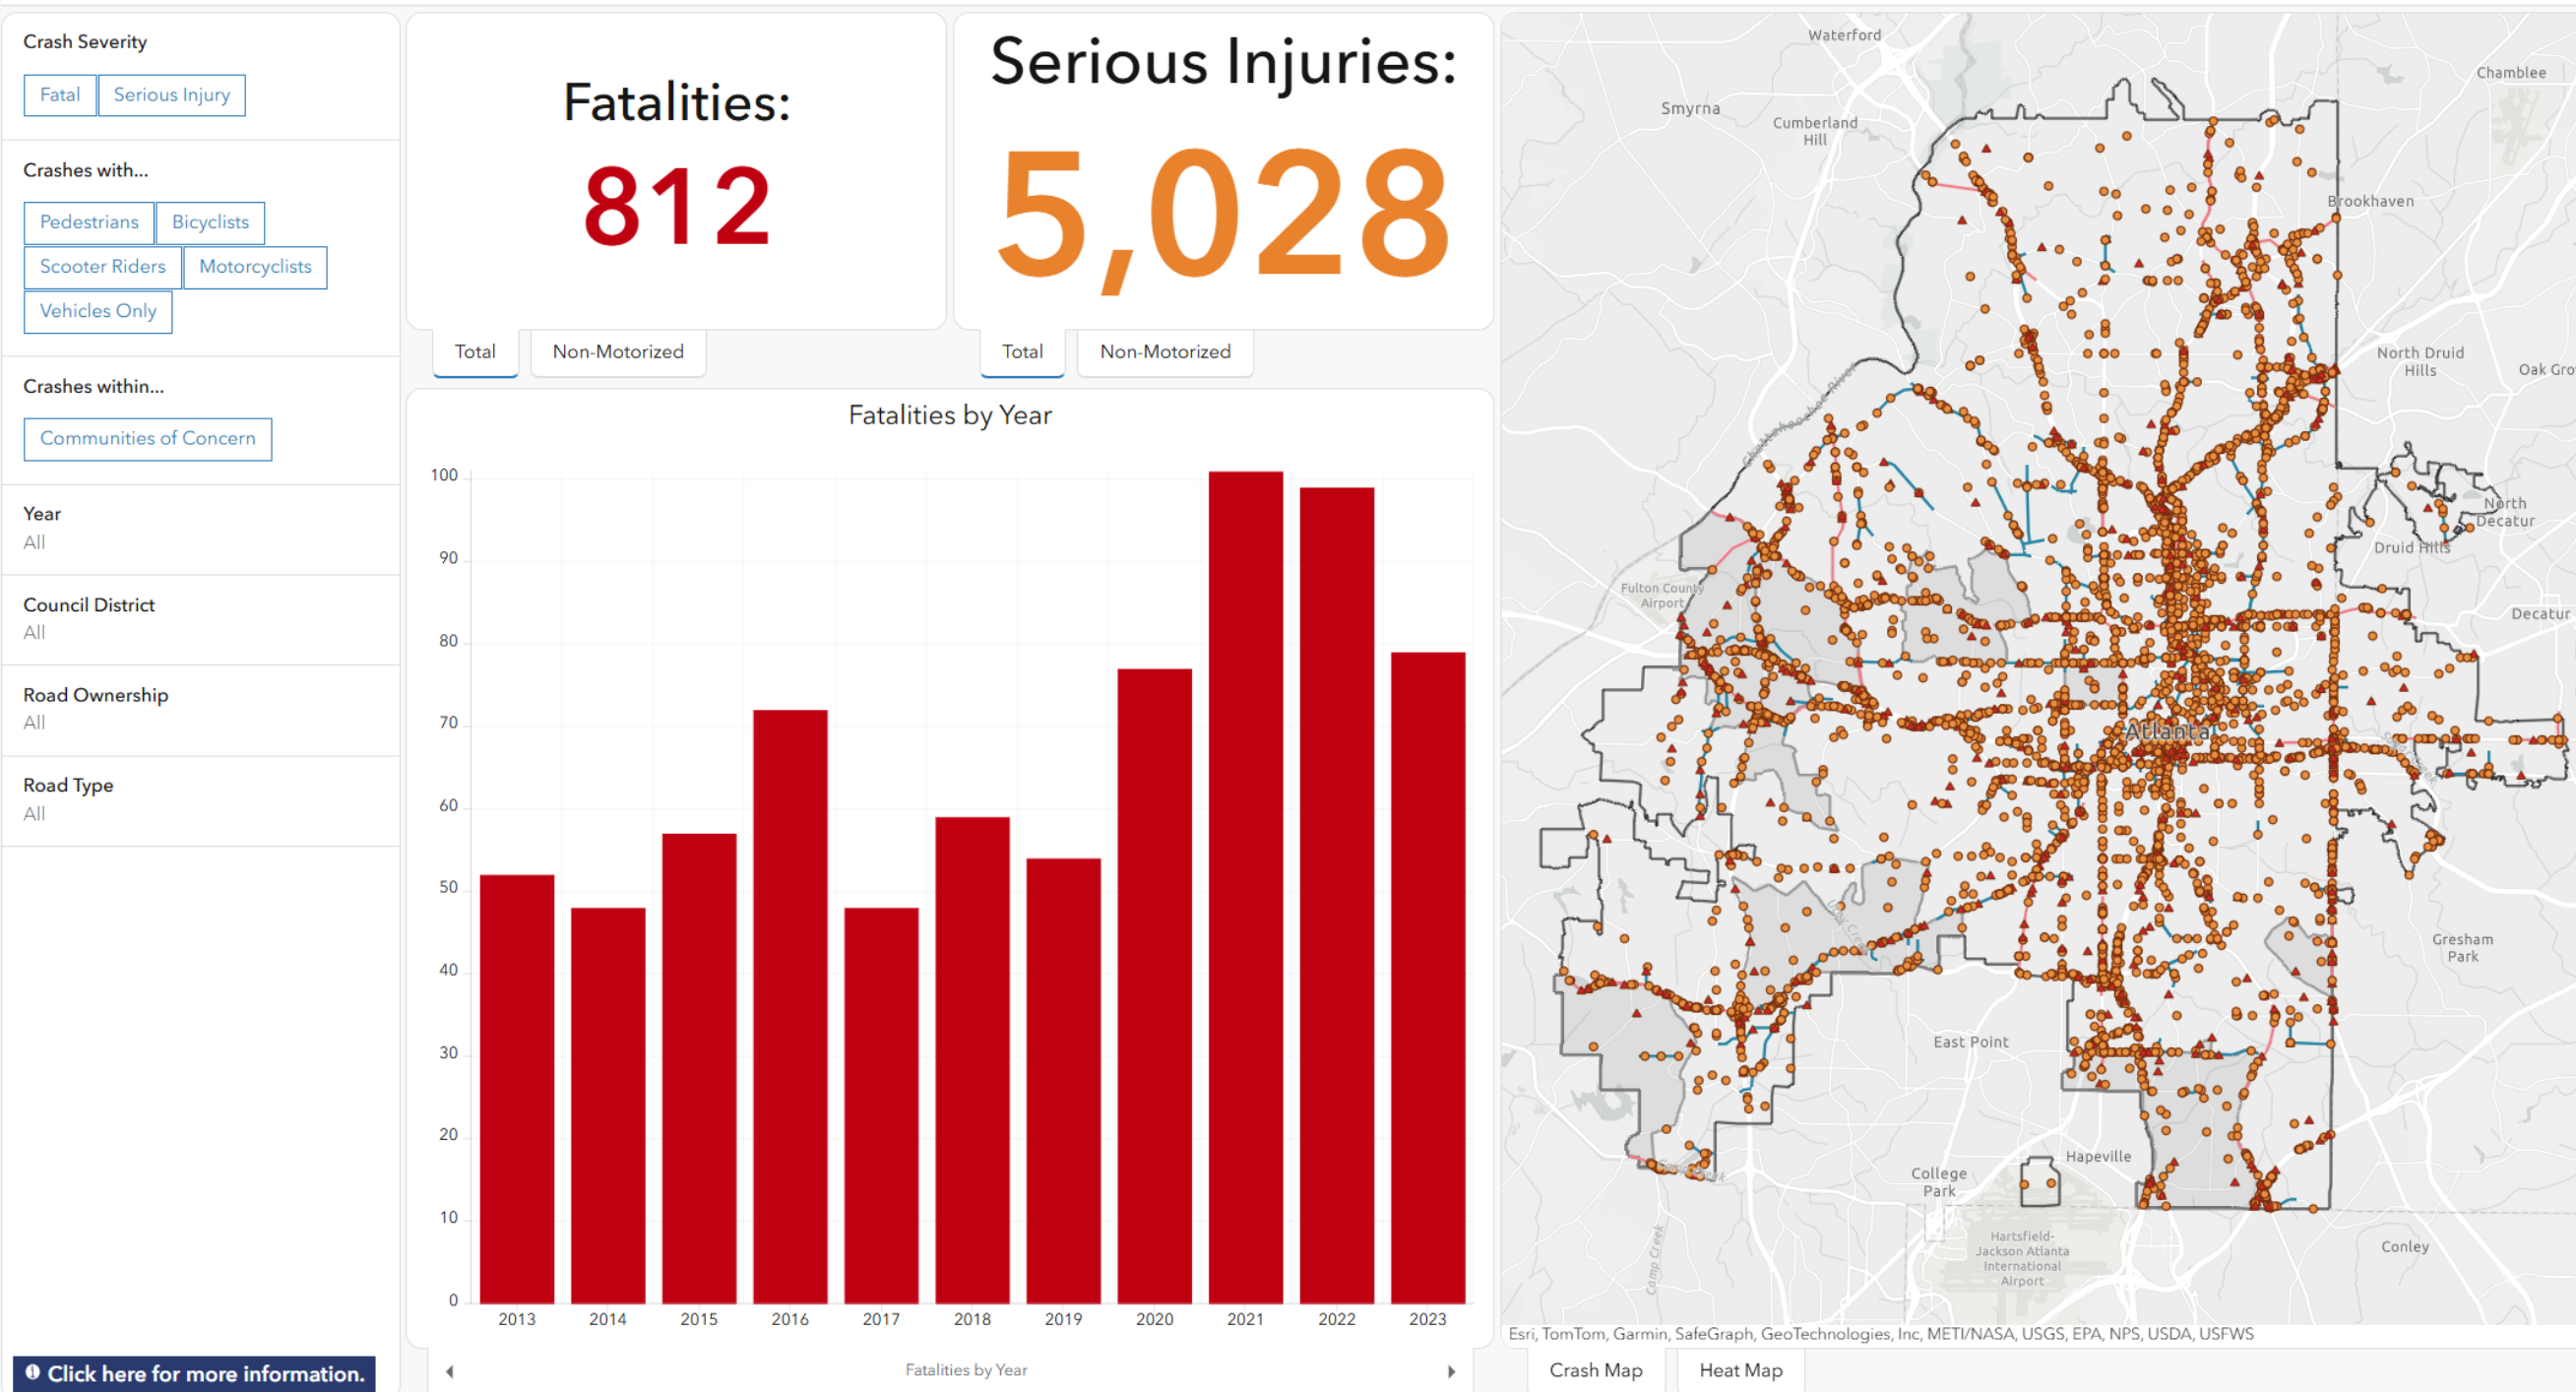 Crash Severity
Fatal
Serious Injury
Crashes with...
Pedestrians
Bicyclists
Scooter Riders
Motorcyclists
Vehicles Only
Crashes within...
Communities of Concern
Year
All
Council District
All
Road Ownership
All
Road Type
All
Click here for more information.
Fatalities:
812
Total
Non-Motorized
Serious Injuries:
5,028
Total
Non-Motorized
Fatalities by Year
100
90
80
70
60
50
40
30
20
10
0
2013
2014
2015
2016
2017
2018
2019
2020
2021
2022
2023
Fatalities by Year
Waterford
Chamblee
Smyrna
Cumberland
Hill
Brookhaven
North Druid
Hills
Oak Gro
Chattahoochee River
North
Decatur
Druid Hills
Fulton County
Airport
Decatur
Atlanta
Gresham
Park
East Point
Hapeville
College
Park
Hartsfield-
Jackson Atlanta
International
Airport
Conley
Camp Creek
Esri, TomTom, Garmin, SafeGraph, GeoTechnologies, Inc, METI/NASA, USGS, EPA, NPS, USDA, USFWS
Crash Map
Heat Map